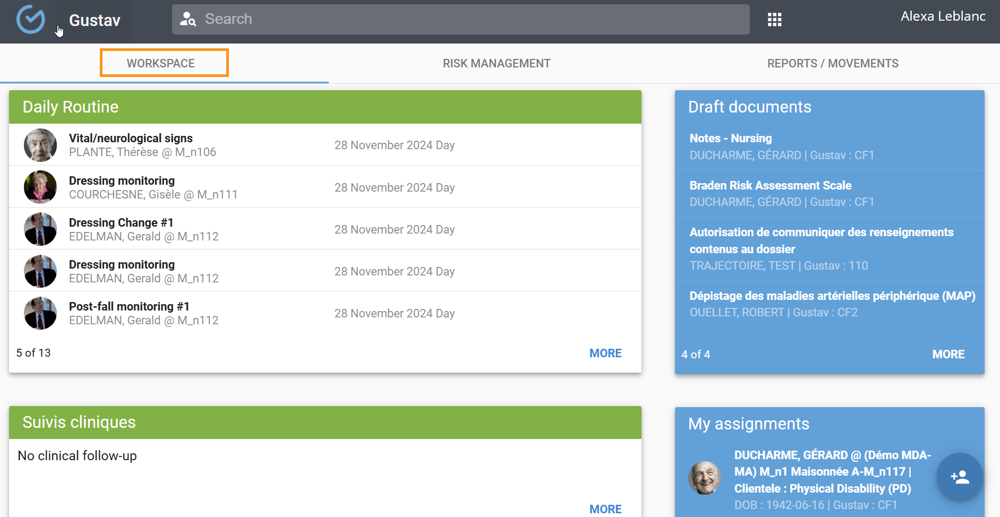 Gustav
Search
Alexa Leblanc
WORKSPACE
RISK MANAGEMENT
REPORTS / MOVEMENTS
Daily Routine
Vital/neurological signs
PLANTE, Thérèse @ M_n106
28 November 2024 Day
Dressing monitoring
COURCHESNE, Gisèle @ M_n111
28 November 2024 Day
Dressing Change #1
EDELMAN, Gerald @ M_n112
28 November 2024 Day
Dressing monitoring
EDELMAN, Gerald @ M_n112
28 November 2024 Day
Post-fall monitoring #1
EDELMAN, Gerald @ M_n112
28 November 2024 Day
5 of 13
MORE
Draft documents
Notes - Nursing
DUCHARME, GÉRARD | Gustav : CF1
Braden Risk Assessment Scale
DUCHARME, GÉRARD | Gustav : CF1
Autorisation de communiquer des renseignements
contenus au dossier
TRAJECTOIRE, TEST | Gustav : 110
Dépistage des maladies artérielles périphérique (MAP)
OUELLET, ROBERT | Gustav : CF2
4 of 4
MORE
Suivis cliniques
No clinical follow-up
MORE
My assignments
DUCHARME, GÉRARD @ (Démo MDA-
MA) M_n1 Maisonnée A-M_n117 |
Clientele : Physical Disability (PD)
DOB : 1942-06-16 | Gustav : CF1